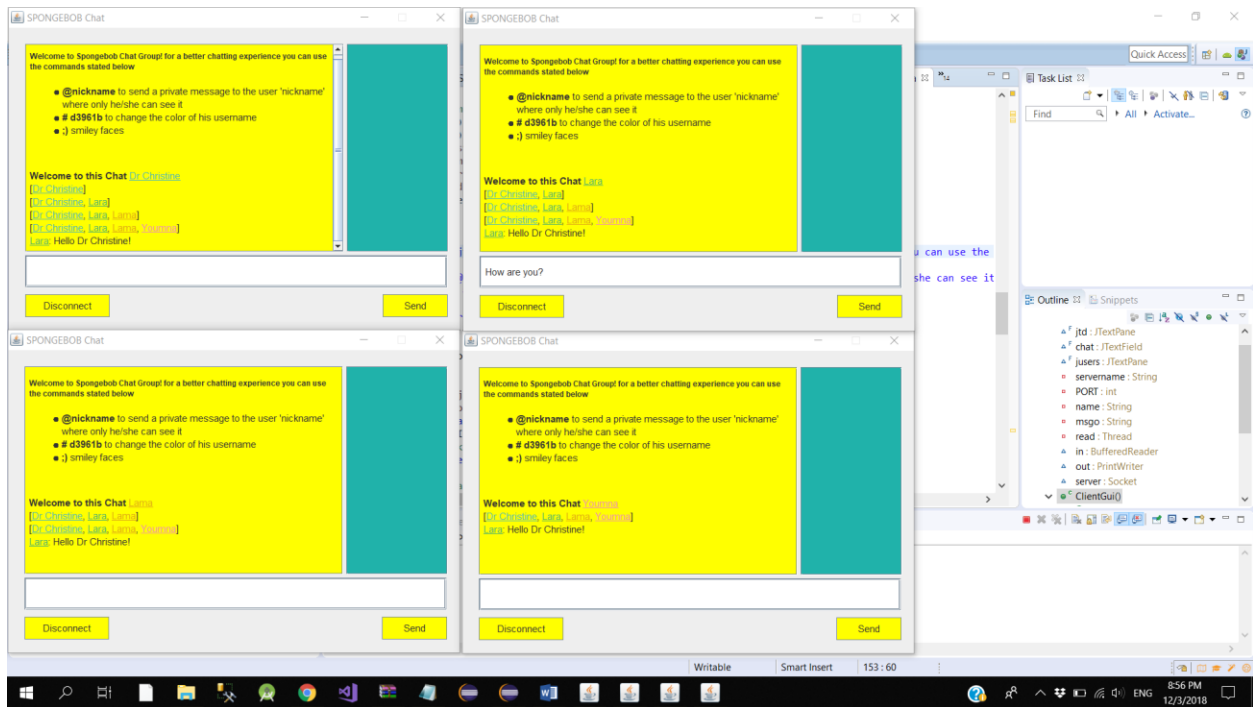 SPONGEBOB Chat
Welcome to Spongebob Chat Group! for a better chatting experience you can use
the commands stated below
@nickname to send a private message to the user 'nickname'
where only he/she can see it
# d3961b to change the color of his username
;) smiley faces
Welcome to this Chat Dr Christine
[Dr Christine]
[Dr Christine, Lara]
[Dr Christine, Lara, Lama]
[Dr Christine, Lara, Lama, Youmna]
Lara: Hello Dr Christine!
Disconnect
Send
SPONGEBOB Chat
Welcome to Spongebob Chat Group! for a better chatting experience you can use
the commands stated below
@nickname to send a private message to the user 'nickname'
where only he/she can see it
# d3961b to change the color of his username
;) smiley faces
Welcome to this Chat Lara
[Dr Christine, Lara]
[Dr Christine, Lara, Lama]
[Dr Christine, Lara, Lama, Youmna]
Lara: Hello Dr Christine!
How are you?
Disconnect
Send
SPONGEBOB Chat
Welcome to Spongebob Chat Group! for a better chatting experience you can use
the commands stated below
@nickname to send a private message to the user 'nickname'
where only he/she can see it
# d3961b to change the color of his username
;) smiley faces
Welcome to this Chat Lama
[Dr Christine, Lara, Lama]
[Dr Christine, Lara, Lama, Youmna]
Lara: Hello Dr Christine!
Disconnect
Send
SPONGEBOB Chat
Welcome to Spongebob Chat Group! for a better chatting experience you can use
the commands stated below
@nickname to send a private message to the user 'nickname'
where only he/she can see it
# d3961b to change the color of his username
;) smiley faces
Welcome to this Chat Youmna
[Dr Christine, Lara, Lama, Youmna]
Lara: Hello Dr Christine!
Disconnect
Send
Quick Access
Task List
Find
All
Activate...
can use the
she can see it
Outline
Snippets
jtd : JTextPane
chat : JTextField
jusers : JTextPane
servername : String
PORT : int
name : String
msgo : String
read : Thread
in : BufferedReader
out : PrintWriter
server : Socket
ClientGui()
Writable
Smart Insert
153 : 60
ENG
8:56 PM
12/3/2018